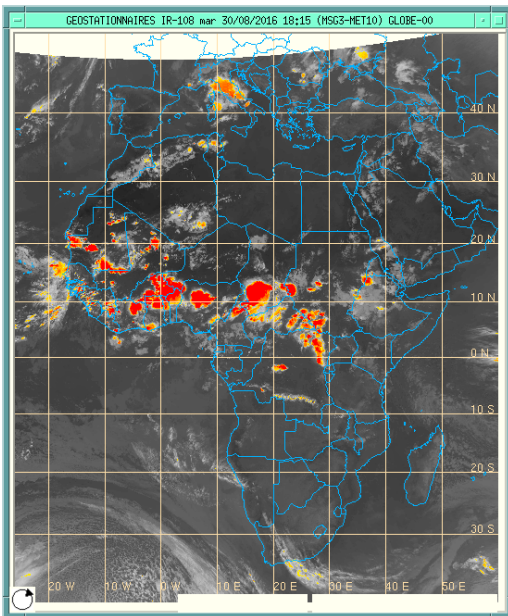 GEOSTATIONNAIRES IR-108 mar 30/08/2016 18:15 (MSG3-MET10) GLOBE-00
40 N
30 N
20 N
10 N
0 N
10 S
20 S
30 S
20 W 10 W 0 W 10 E 20 E 30 E 40 E 50 E